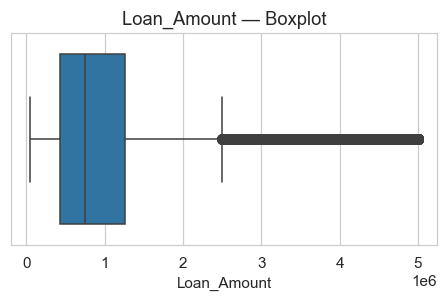 Loan_Amount — Boxplot
0 1 2 3 4 5
1e6
Loan_Amount